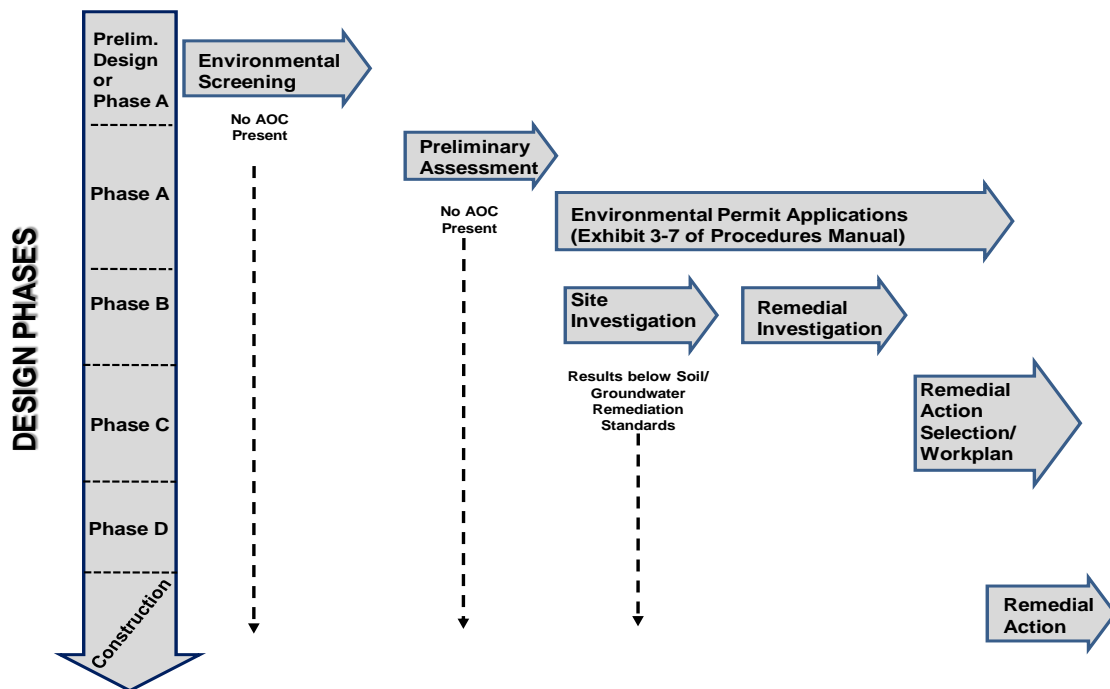 DESIGN PHASES
Prelim.
Design
or
Phase A
Phase A
Phase B
Phase C
Phase D
Construction
Environmental
Screening
No AOC
Present
Preliminary
Assessment
No AOC
Present
Environmental Permit Applications
(Exhibit 3-7 of Procedures Manual)
Site
Investigation
Remedial
Investigation
Results below Soil/
Groundwater
Remediation
Standards
Remedial
Action
Selection/
Workplan
Remedial
Action